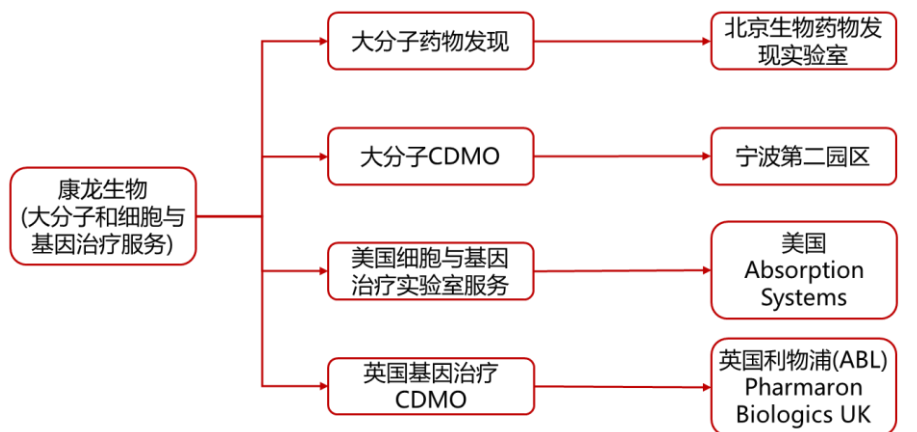 康龙生物
(大分子和细胞与
基因治疗服务)
大分子药物发现
北京生物药物发
现实验室
大分子CDMO
宁波第二园区
美国细胞与基因
治疗实验室服务
美国
Absorption
Systems
英国基因治疗
CDMO
英国利物浦(ABL)
Pharmaron
Biologics UK